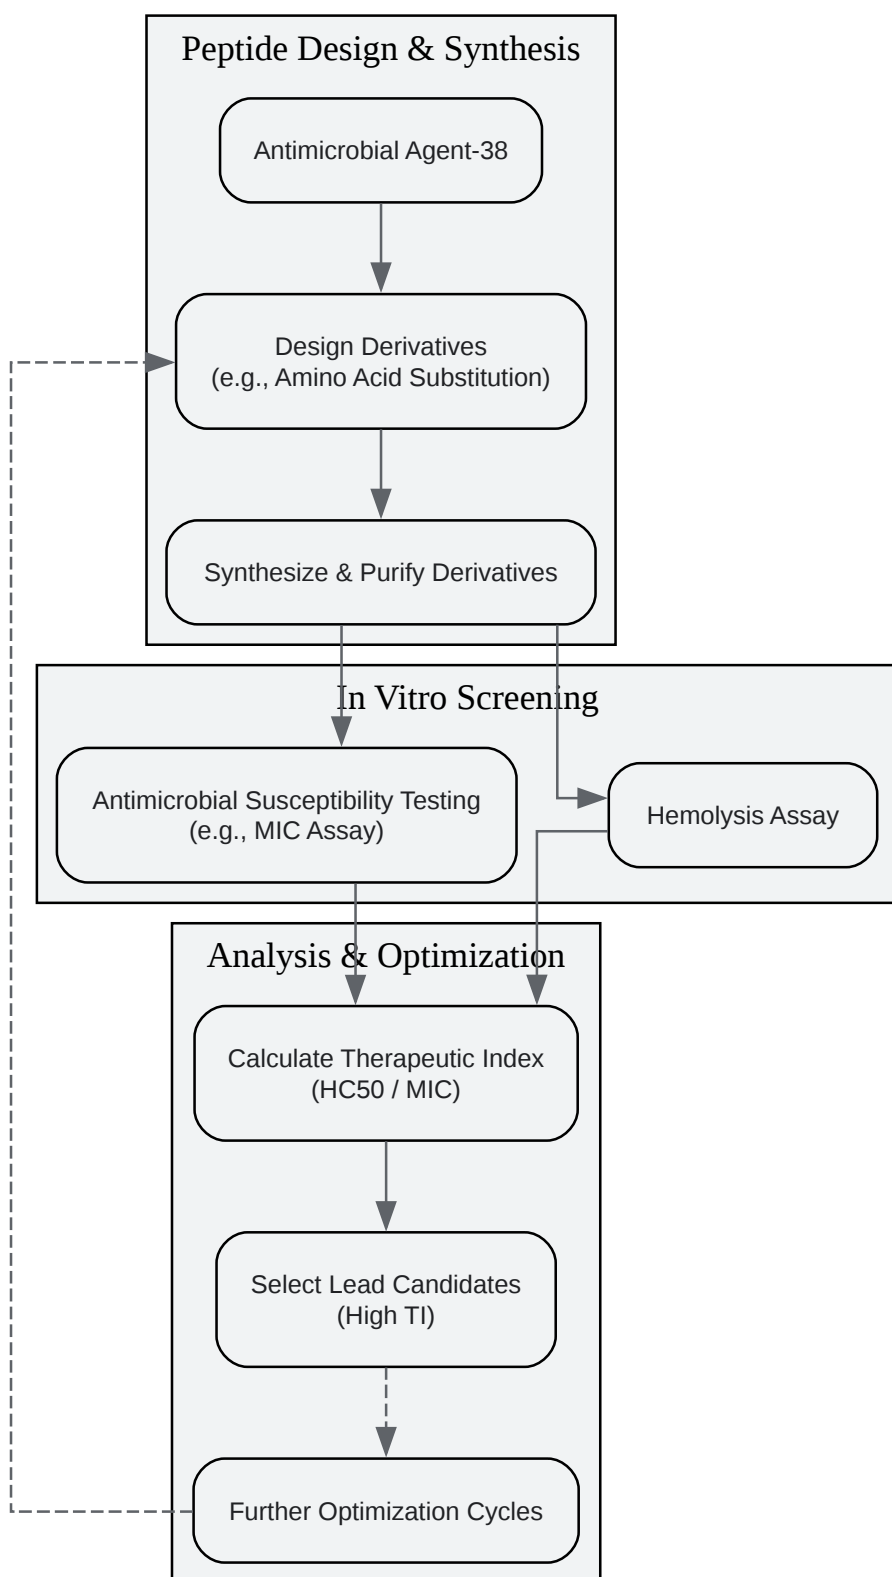 Peptide Design & Synthesis
Antimicrobial Agent-38
Design Derivatives
(e.g., Amino Acid Substitution)
Synthesize & Purify Derivatives
In Vitro Screening
Antimicrobial Susceptibility Testing
(e.g., MIC Assay)
Hemolysis Assay
Analysis & Optimization
Calculate Therapeutic Index
(HC50 / MIC)
Select Lead Candidates
(High TI)
Further Optimization Cycles